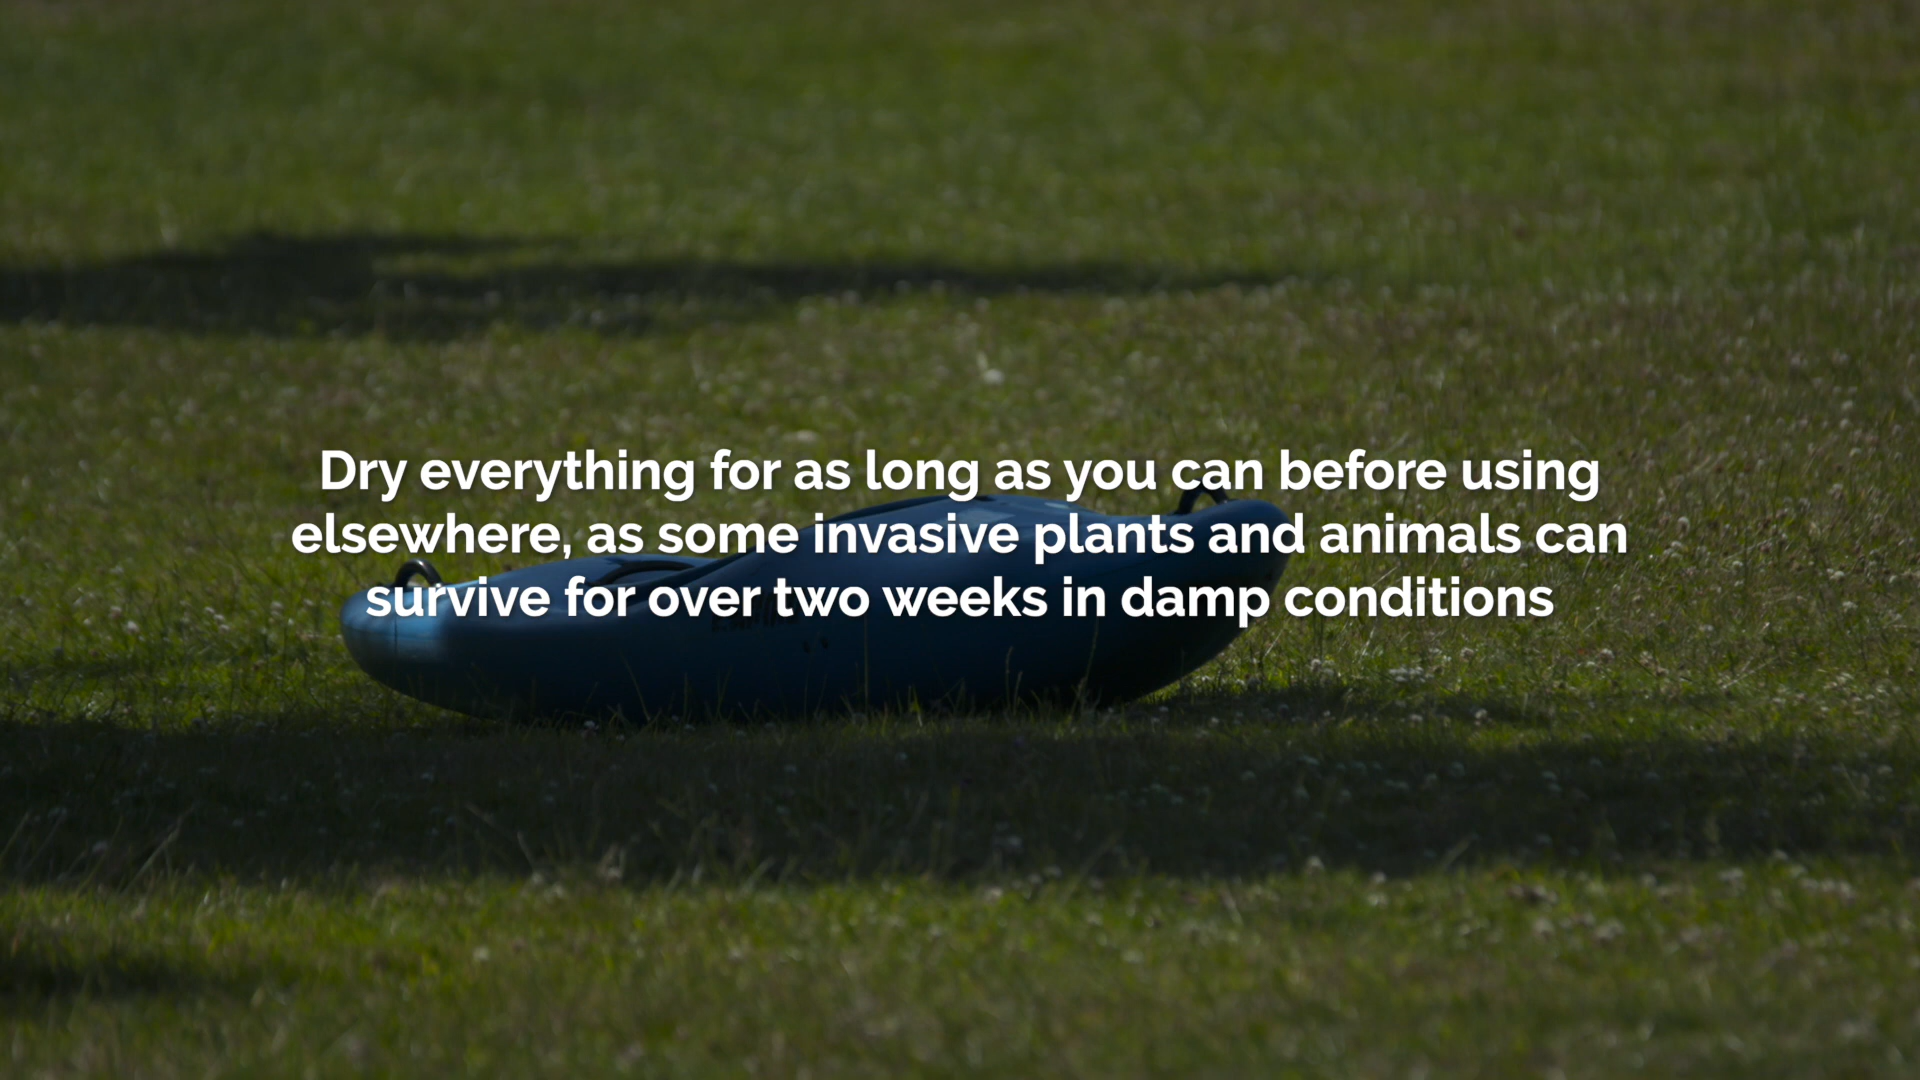 Dry everything for as long as you can before using
elsewhere, as some invasive plants and animals can
survive for over two weeks in damp conditions